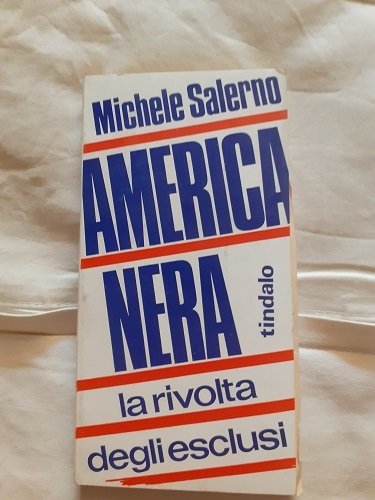 Michele Salerno
AMERICA
NERA
tindalo
la rivolta
degli esclusi